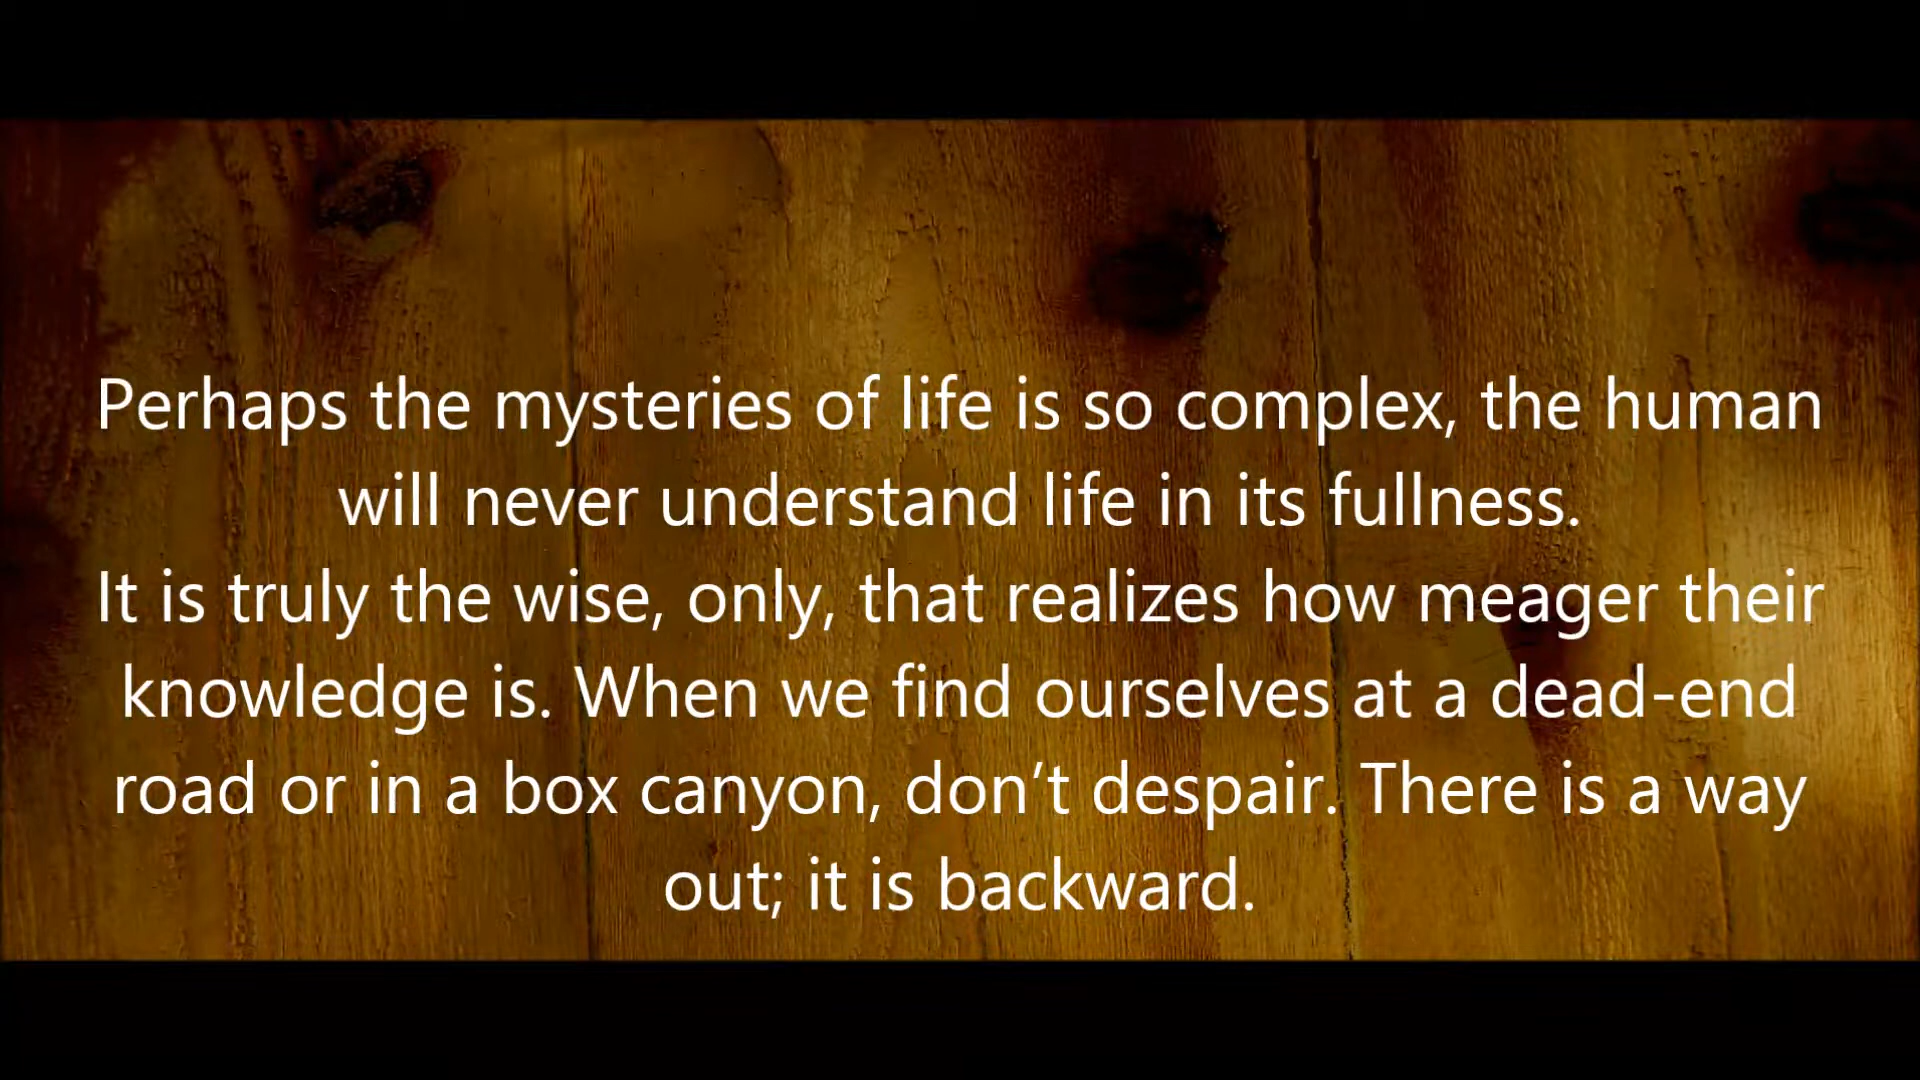 Perhaps the mysteries of life is so complex, the human
will never understand life in its fullness.
It is truly the wise, only, that realizes how meager their
knowledge is. When we find ourselves at a dead-end
road or in a box canyon, don’t despair. There is a way
out; it is backward.